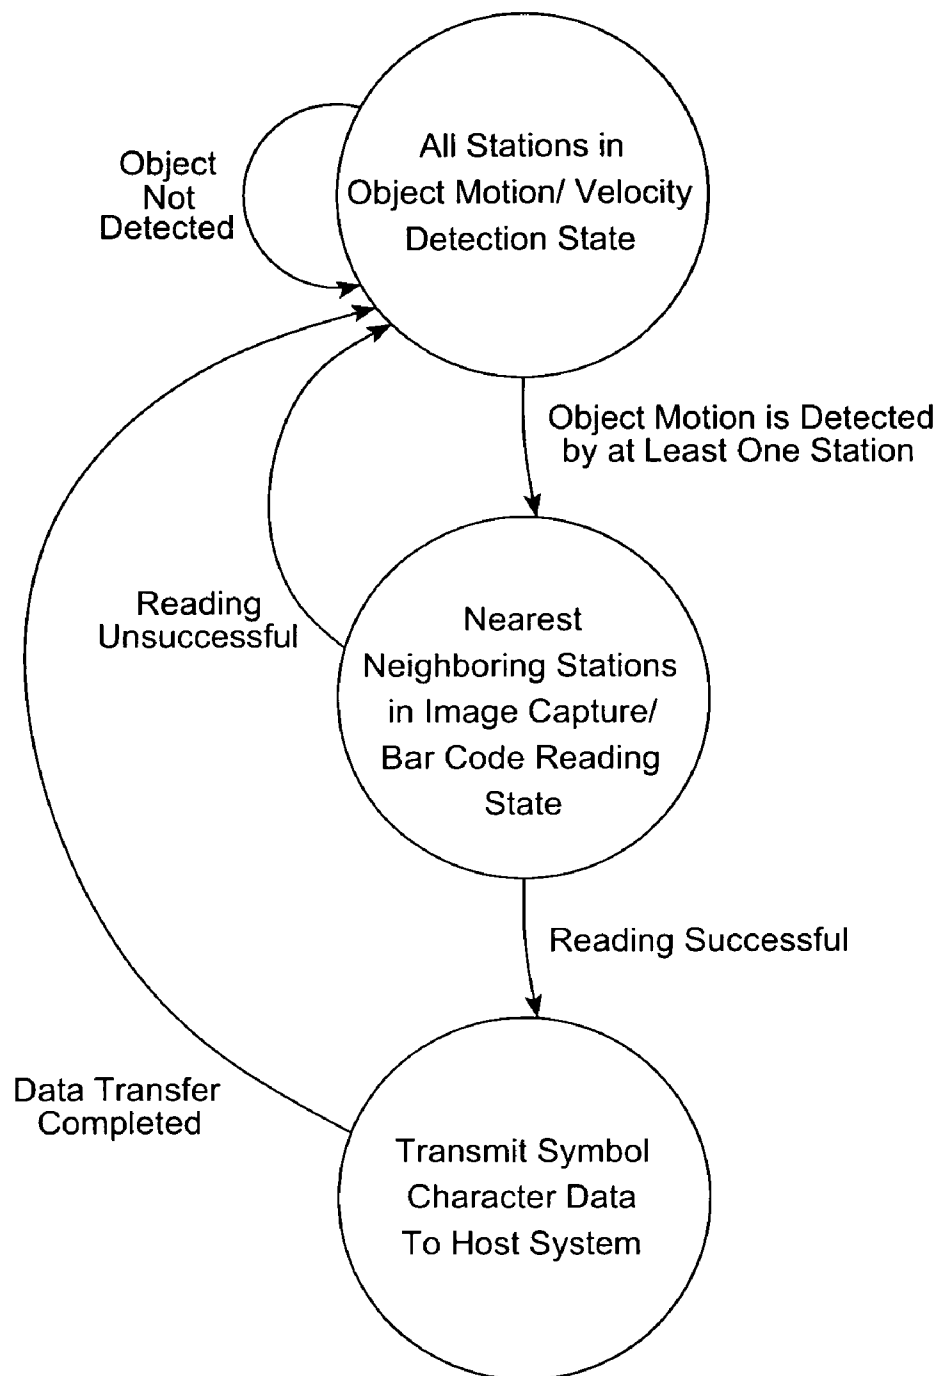 All Stations in
Object Motion/ Velocity
Detection State
Object
Not
Detected
Object Motion is Detected
by at Least One Station
Nearest
Neighboring Stations
in Image Capture/
Bar Code Reading
State
Reading
Unsuccessful
Reading Successful
Data Transfer
Completed
Transmit Symbol
Character Data
To Host System